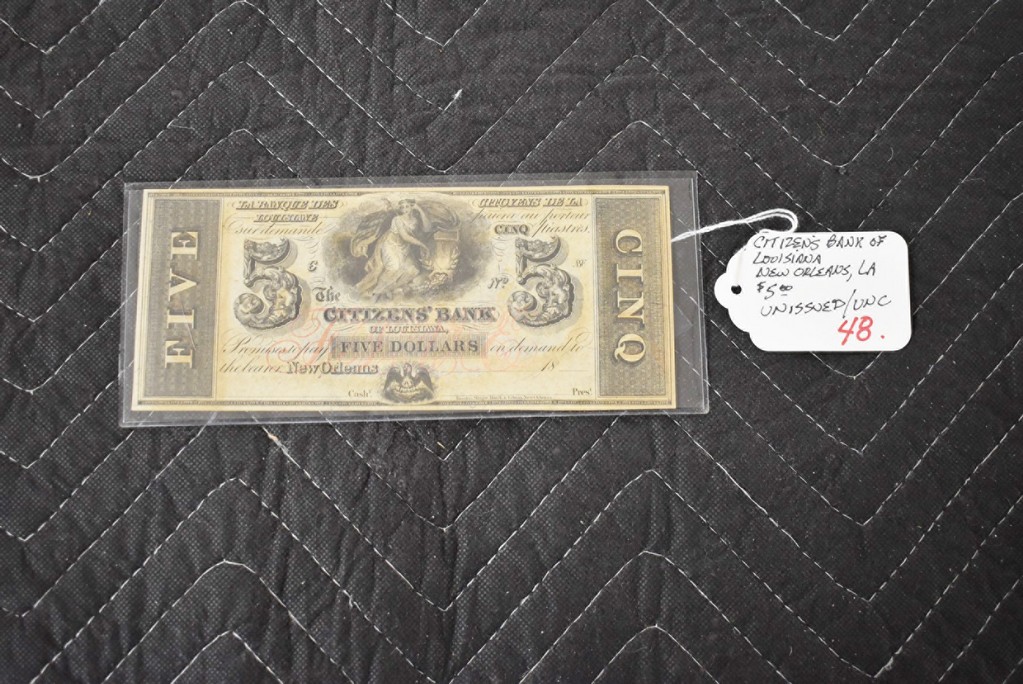 FIVE
LA BANQUE DES CITOYENS DE LA
LOUISIANE paiera au porteur
sur demande CINQ Piastres,
5 5
€ No
The
CITIZENS' BANK
OF LOUISIANA,
Promises to pay FIVE DOLLARS on demand to
the bearer, New Orleans 18
Cashr. Prest.
CINQ
CITIZEN'S BANK OF
LOUISIANA
NEW ORLEANS, LA
$5.00
UNISSUED/UNC
48.